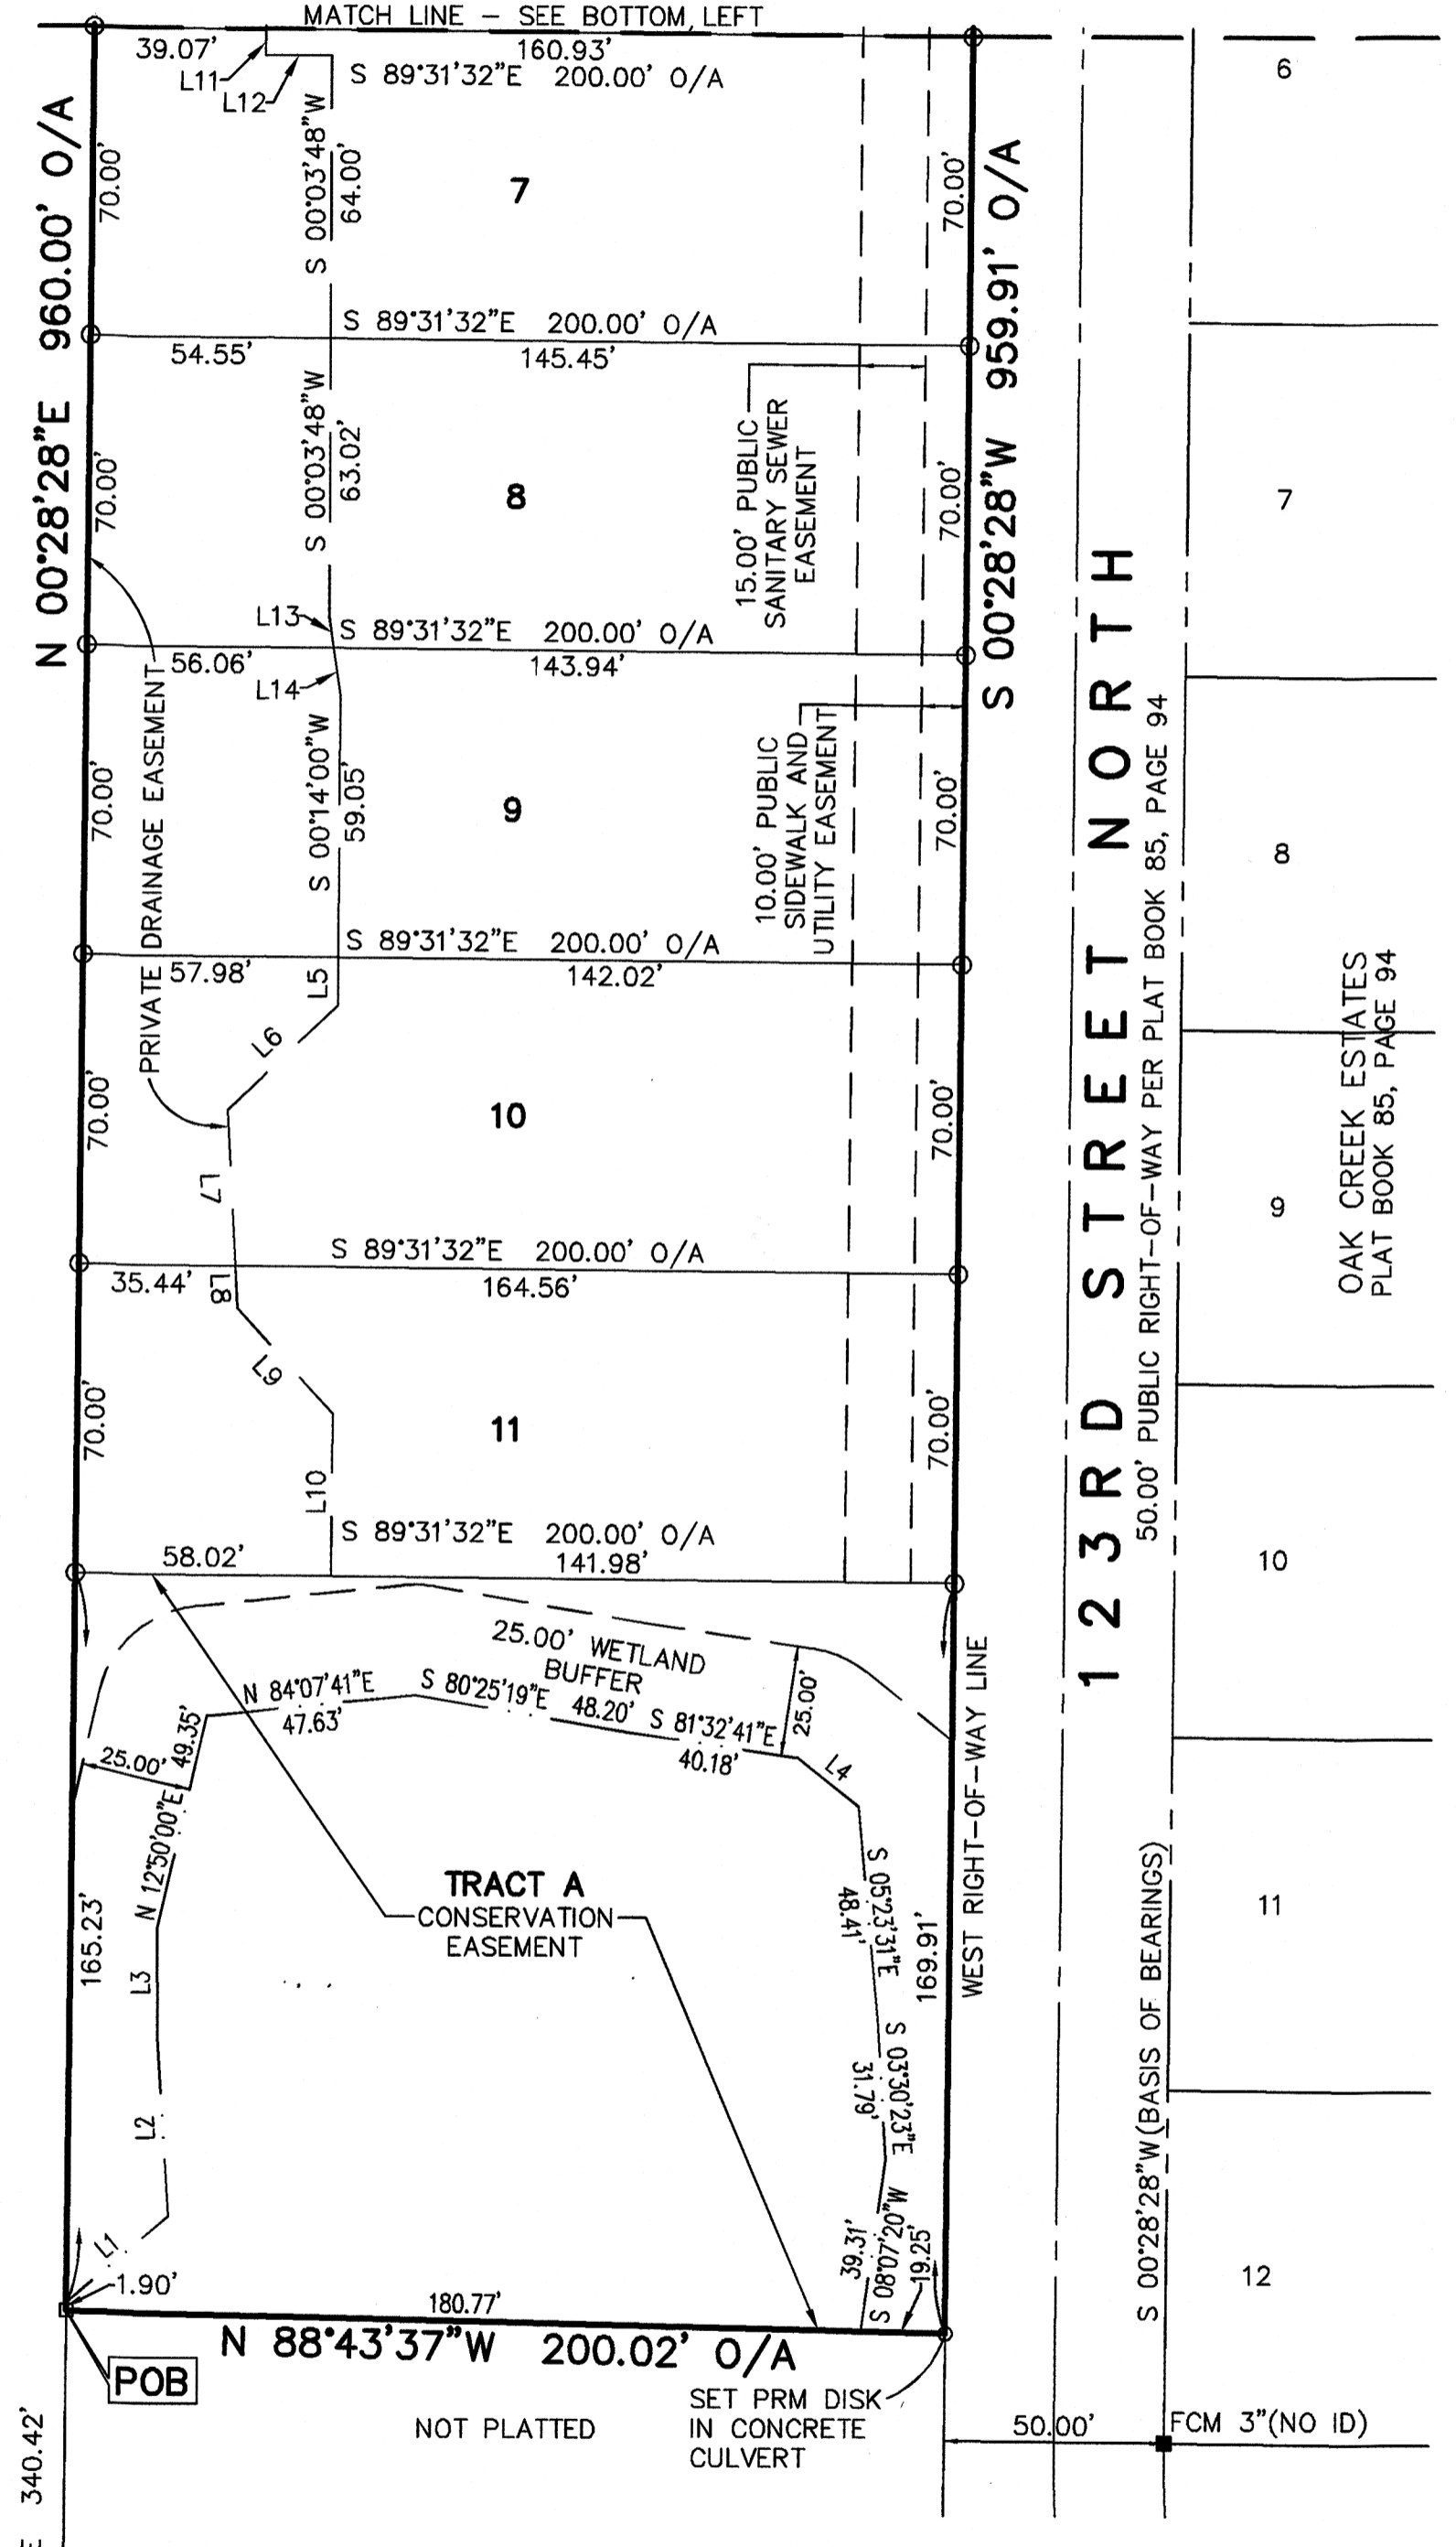 MATCH LINE – SEE BOTTOM, LEFT
39.07'
160.93'
L11
L12
S 89°31'32"E 200.00' O/A
N 00°28'28"E 960.00' O/A
70.00'
S 00°03'48"W
64.00'
7
70.00'
S 00°28'28"W 959.91' O/A
6
S 89°31'32"E 200.00' O/A
54.55'
145.45'
70.00'
S 00°03'48"W
63.02'
8
15.00' PUBLIC
SANITARY SEWER
EASEMENT
70.00'
7
L13
S 89°31'32"E 200.00' O/A
56.06'
143.94'
L14
PRIVATE DRAINAGE EASEMENT
70.00'
S 00°14'00"W
59.05'
9
10.00' PUBLIC
SIDEWALK AND
UTILITY EASEMENT
70.00'
123RD STREET NORTH
50.00' PUBLIC RIGHT–OF–WAY PER PLAT BOOK 85, PAGE 94
8
S 89°31'32"E 200.00' O/A
57.98'
142.02'
L5
L6
70.00'
10
70.00'
L7
9
OAK CREEK ESTATES
PLAT BOOK 85, PAGE 94
S 89°31'32"E 200.00' O/A
35.44'
164.56'
L8
L9
70.00'
11
70.00'
L10
S 89°31'32"E 200.00' O/A
58.02'
141.98'
10
25.00' WETLAND
BUFFER
N 84°07'41"E
47.63'
S 80°25'19"E
48.20'
S 81°32'41"E
40.18'
25.00'
L4
25.00'
49.35'
N 12°50'00"E
WEST RIGHT–OF–WAY LINE
TRACT A
CONSERVATION
EASEMENT
165.23'
L3
L2
L1
S 05°23'31"E
48.41'
169.91'
S 03°30'23"E
31.79'
S 08°07'20"W
39.31'
19.25'
11
S 00°28'28"W (BASIS OF BEARINGS)
12
1.90'
180.77'
N 88°43'37"W 200.02' O/A
POB
NOT PLATTED
SET PRM DISK
IN CONCRETE
CULVERT
50.00'
FCM 3"(NO ID)
E 340.42'